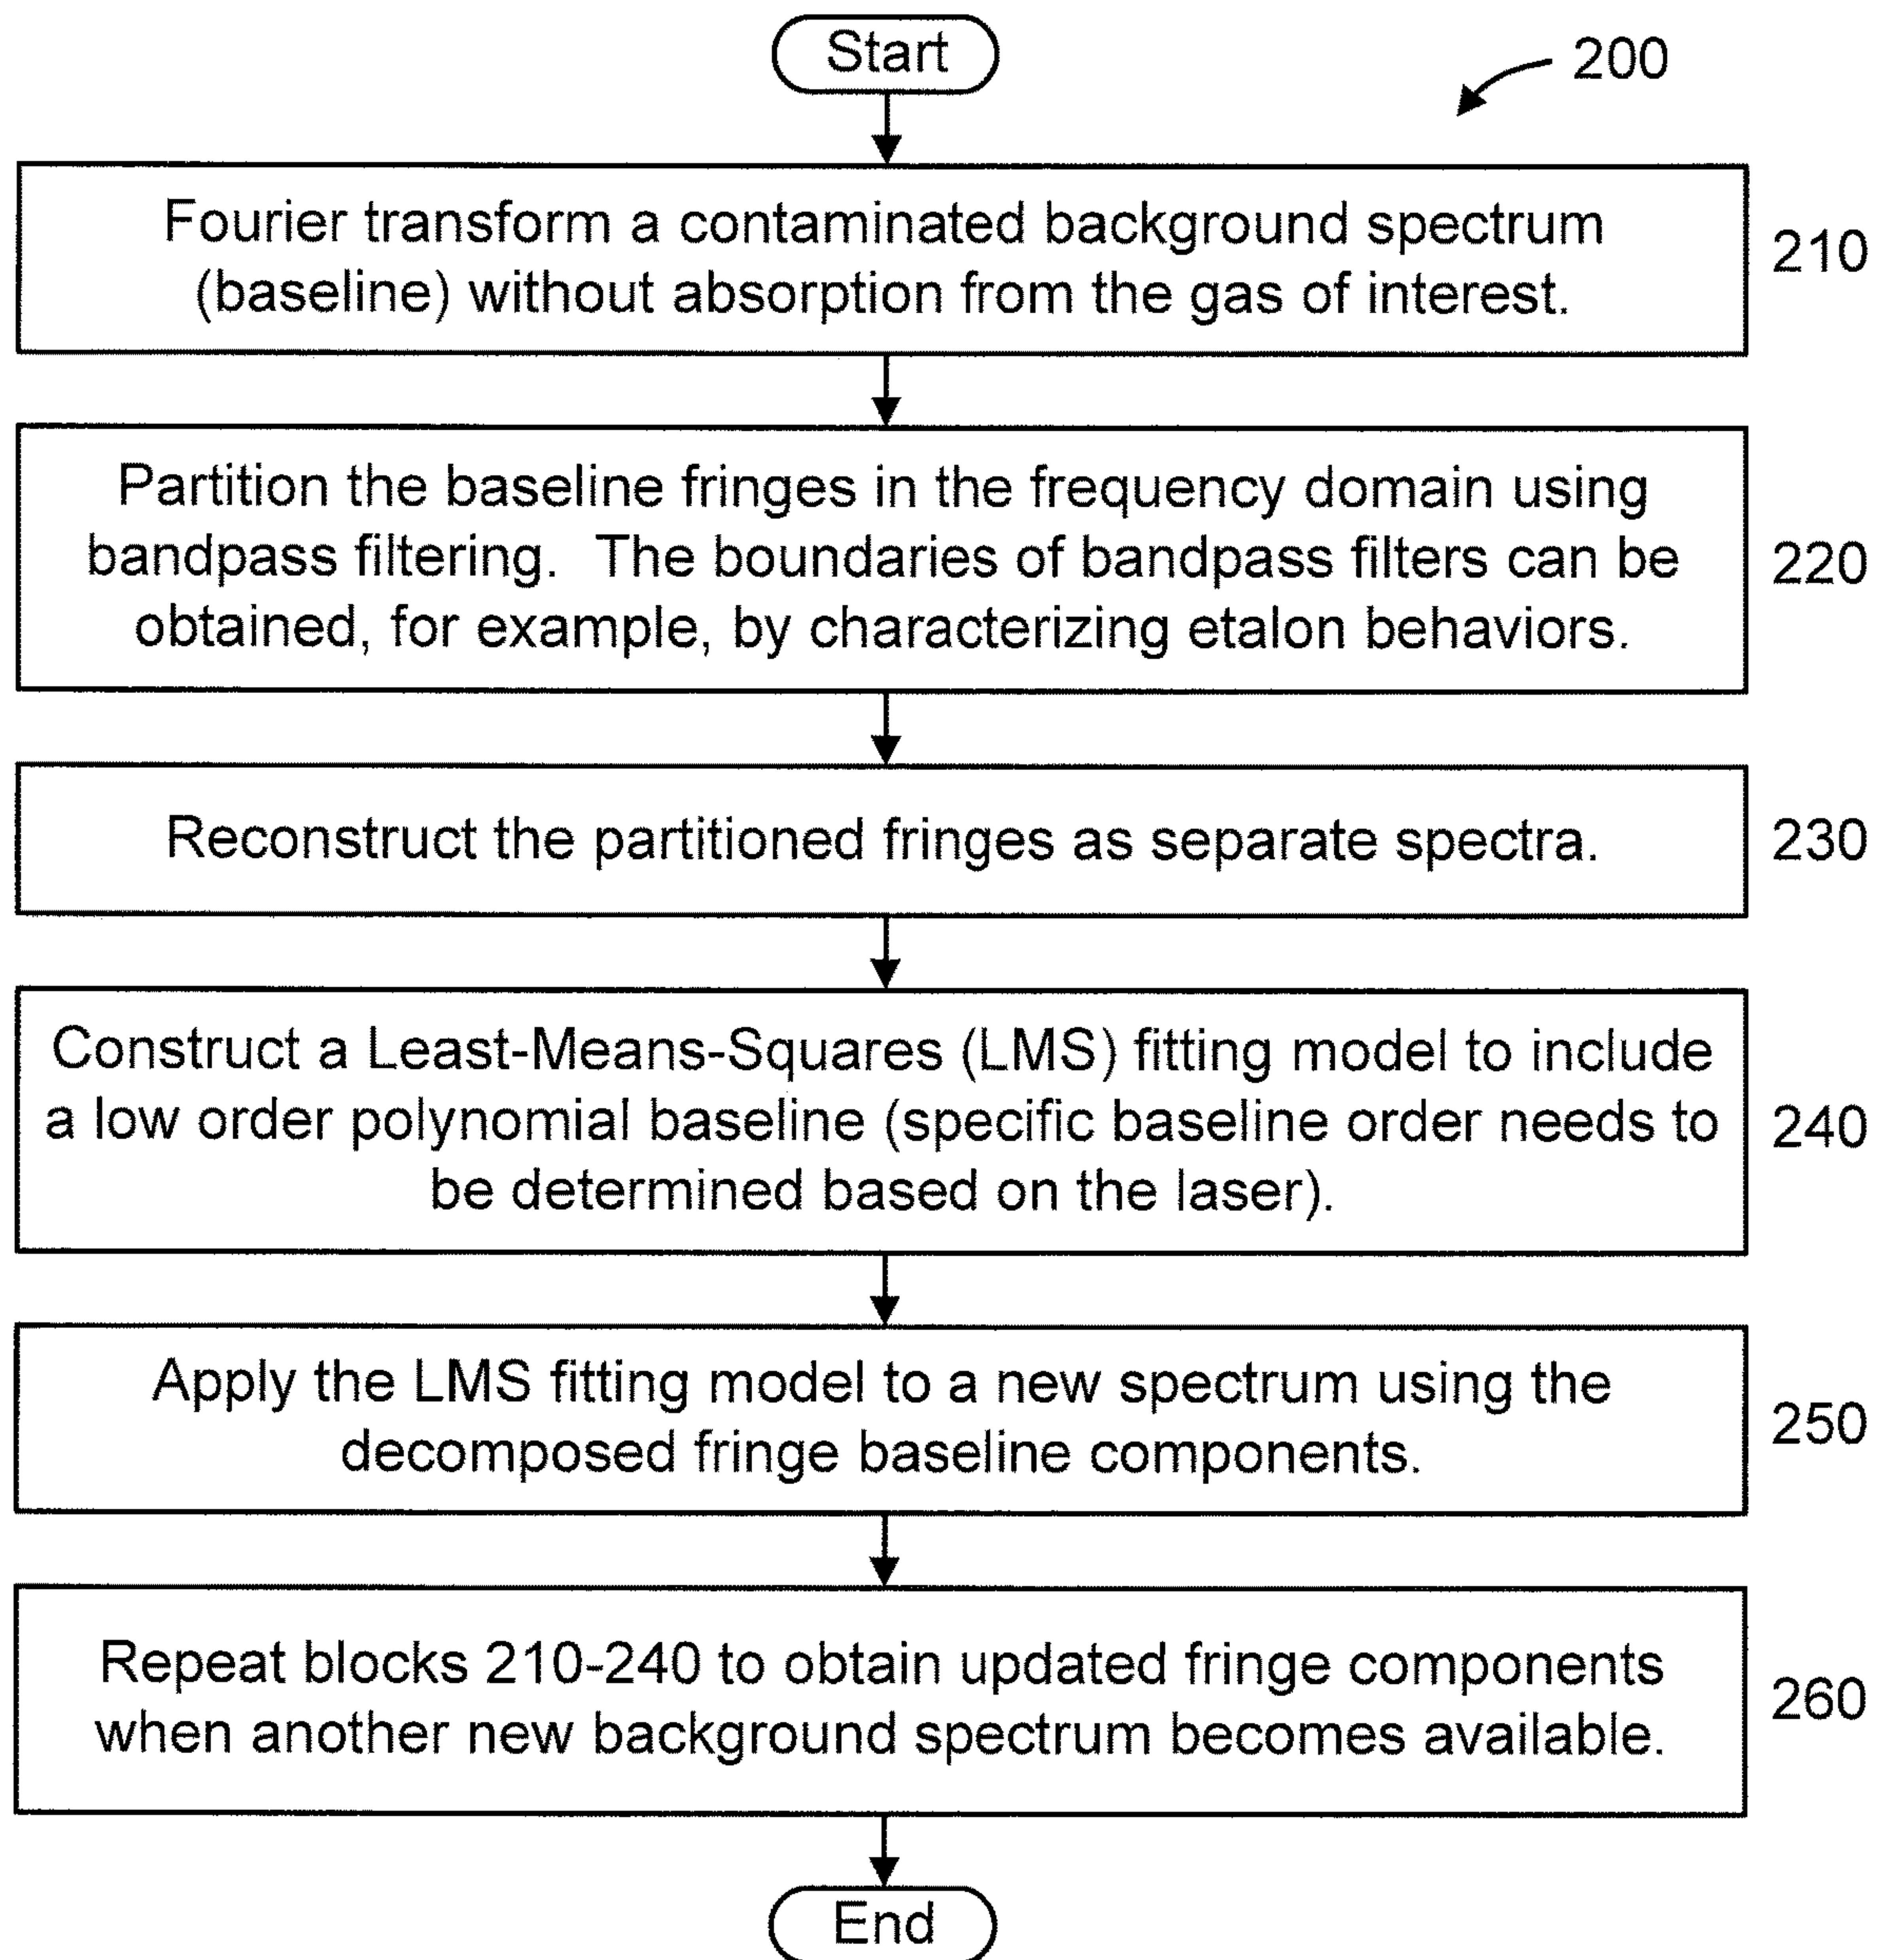 Start
200
Fourier transform a contaminated background spectrum
(baseline) without absorption from the gas of interest.
210
Partition the baseline fringes in the frequency domain using
bandpass filtering. The boundaries of bandpass filters can be
obtained, for example, by characterizing etalon behaviors.
220
Reconstruct the partitioned fringes as separate spectra.
230
Construct a Least-Means-Squares (LMS) fitting model to include
a low order polynomial baseline (specific baseline order needs to
be determined based on the laser).
240
Apply the LMS fitting model to a new spectrum using the
decomposed fringe baseline components.
250
Repeat blocks 210-240 to obtain updated fringe components
when another new background spectrum becomes available.
260
End